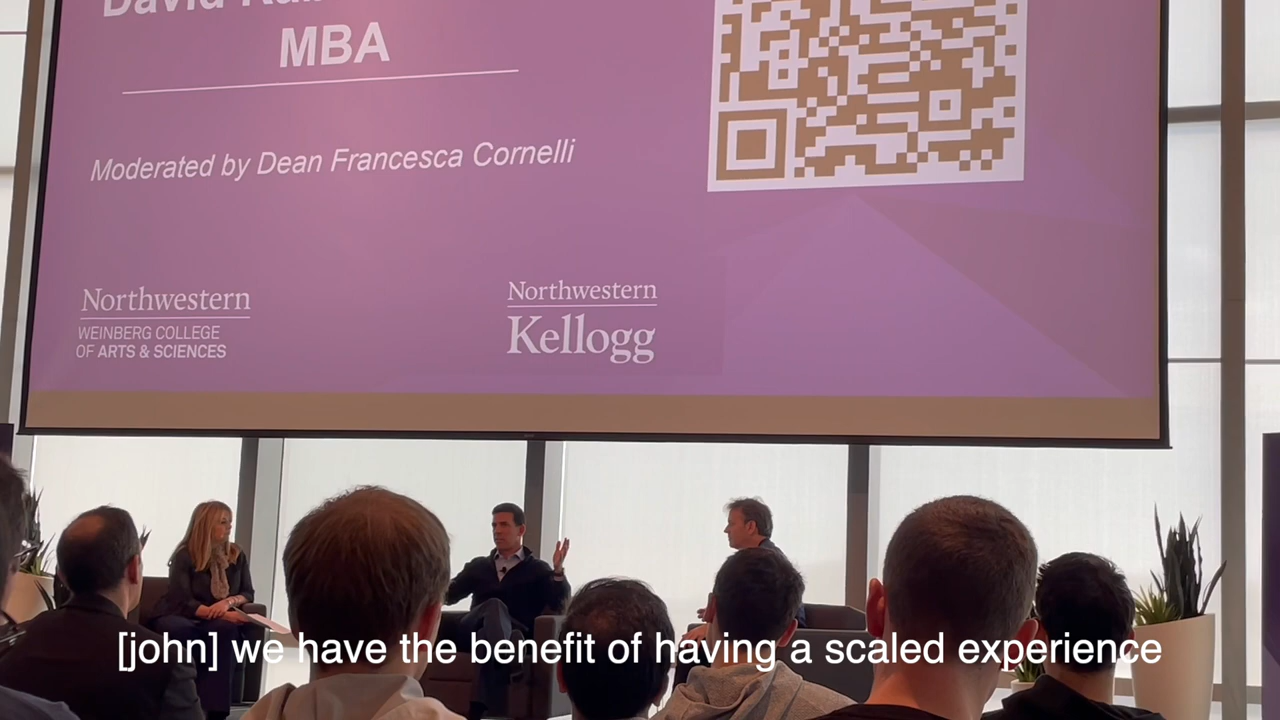 David
MBA
Moderated by Dean Francesca Cornelli
Northwestern
WEINBERG COLLEGE
OF ARTS & SCIENCES
Northwestern
Kellogg
[john] we have the benefit of having a scaled experience